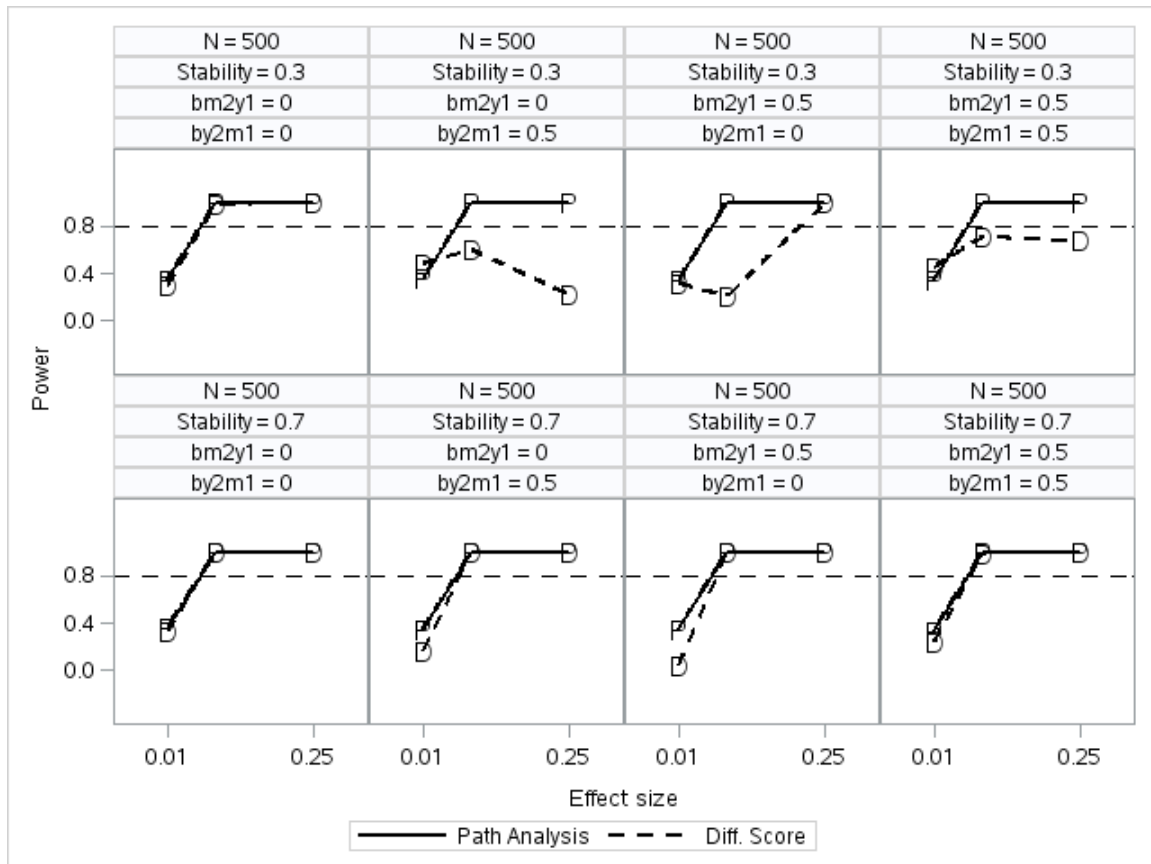 N = 500 N = 500 N = 500 N = 500
Stability = 0.3 Stability = 0.3 Stability = 0.3 Stability = 0.3
bm2y1 = 0 bm2y1 = 0 bm2y1 = 0.5 bm2y1 = 0.5
by2m1 = 0 by2m1 = 0.5 by2m1 = 0 by2m1 = 0.5
P P P P
D D D D
0.8
0.4
0.0
Power
N = 500 N = 500 N = 500 N = 500
Stability = 0.7 Stability = 0.7 Stability = 0.7 Stability = 0.7
bm2y1 = 0 bm2y1 = 0 bm2y1 = 0.5 bm2y1 = 0.5
by2m1 = 0 by2m1 = 0.5 by2m1 = 0 by2m1 = 0.5
0.8
0.4
0.0
0.01 0.25 0.01 0.25 0.01 0.25 0.01 0.25
Effect size
Path Analysis Diff. Score